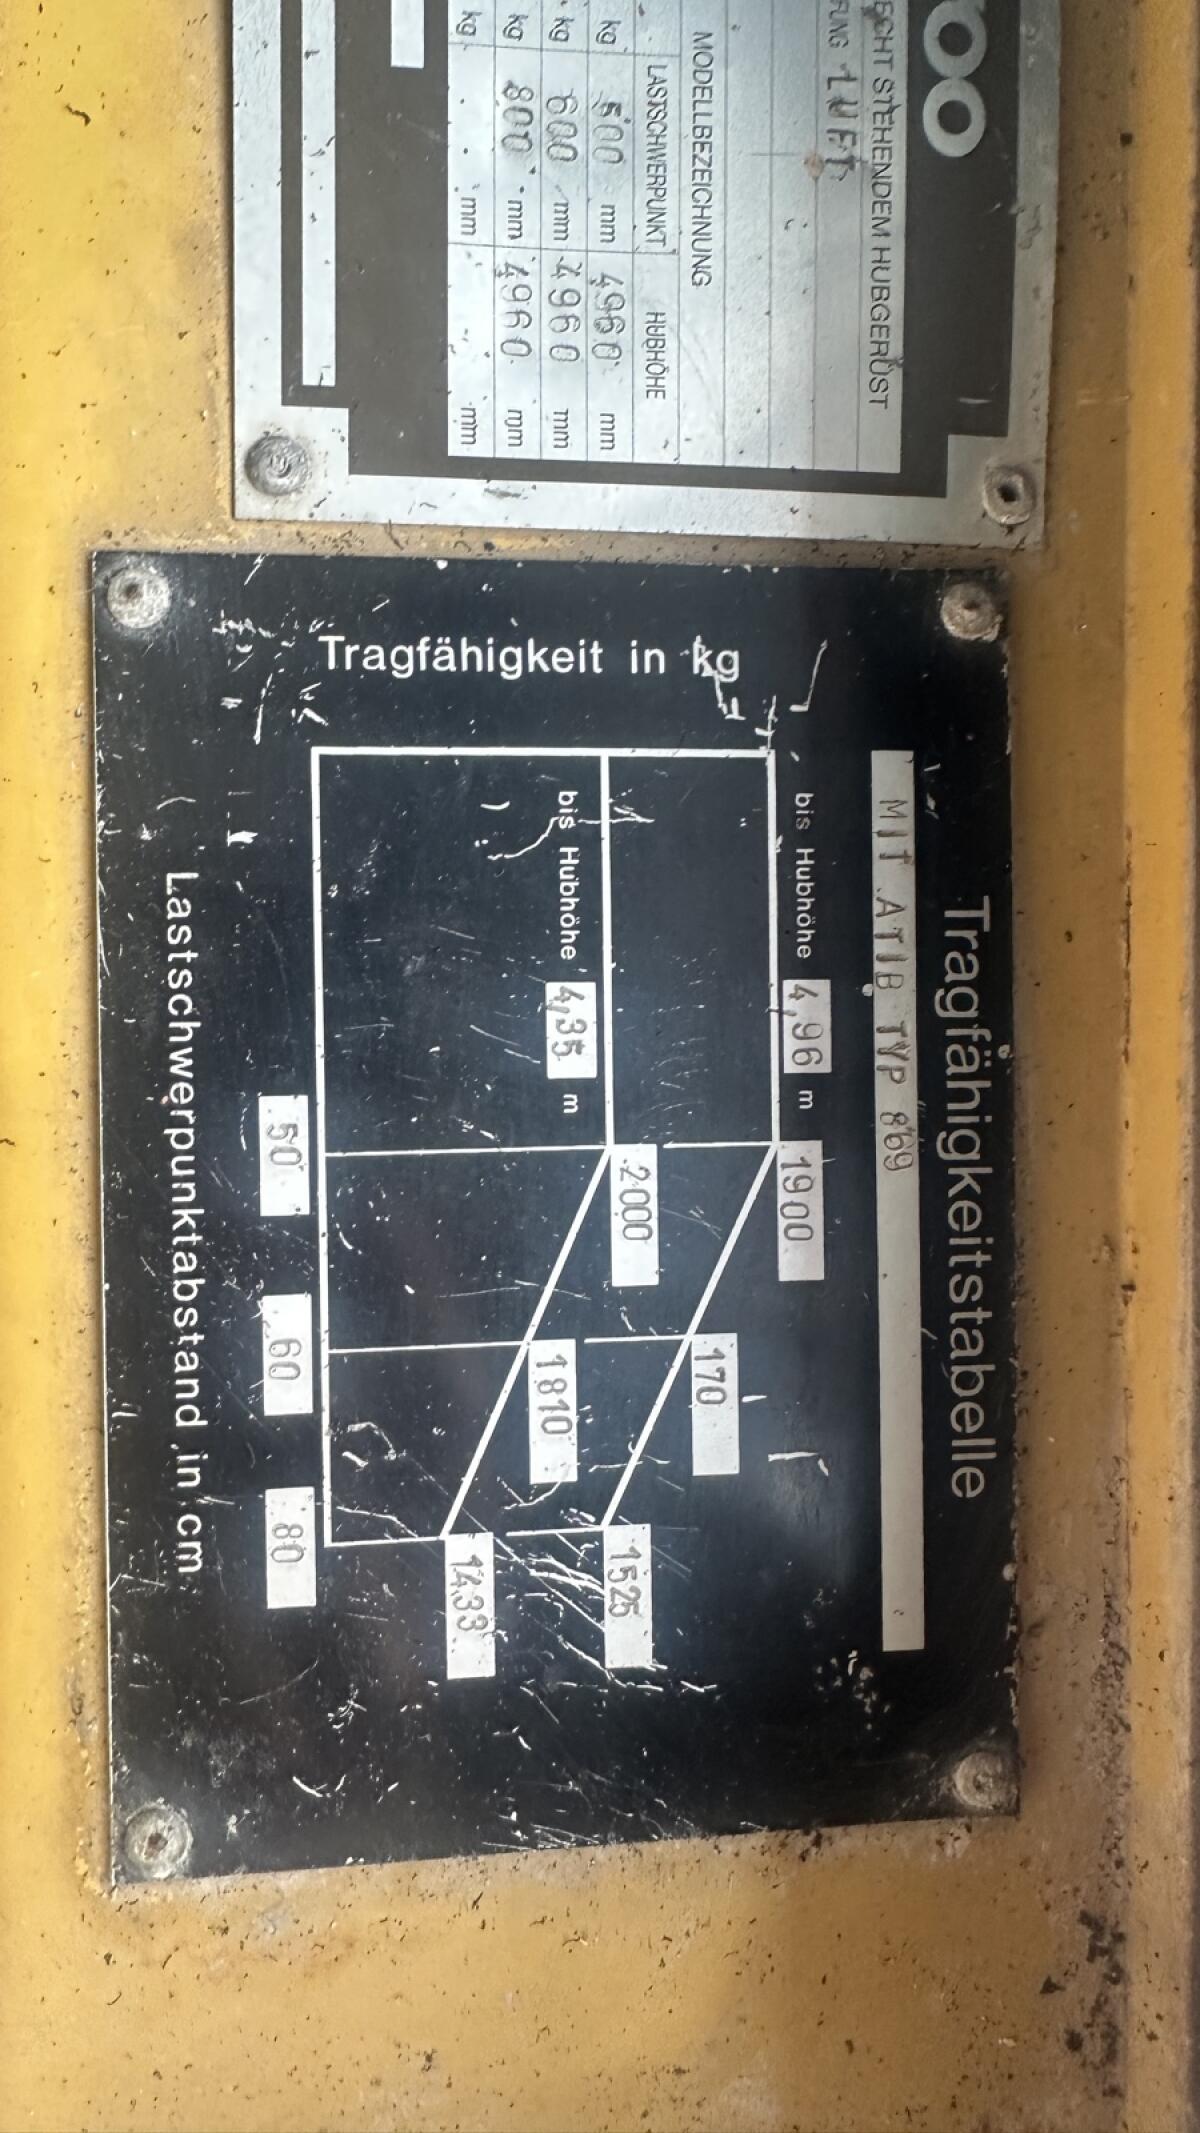 oo
ECHT STEHENDEM HUBGERÜST
FUNG LUFT
MODELLBEZEICHNUNG
LASTSCHWERPUNKT HUBHÖHE
kg 500 mm 4960 mm
kg 600 mm 4960 mm
kg 800 mm 4960 mm
kg mm mm
Tragfähigkeitstabelle
MIT ATIB TYP 869
Tragfähigkeit in kg
bis Hubhöhe 4,96 m
1900
170
1525
bis Hubhöhe 4,35 m
2000
1810
1433
50 60 80
Lastschwerpunktabstand in cm